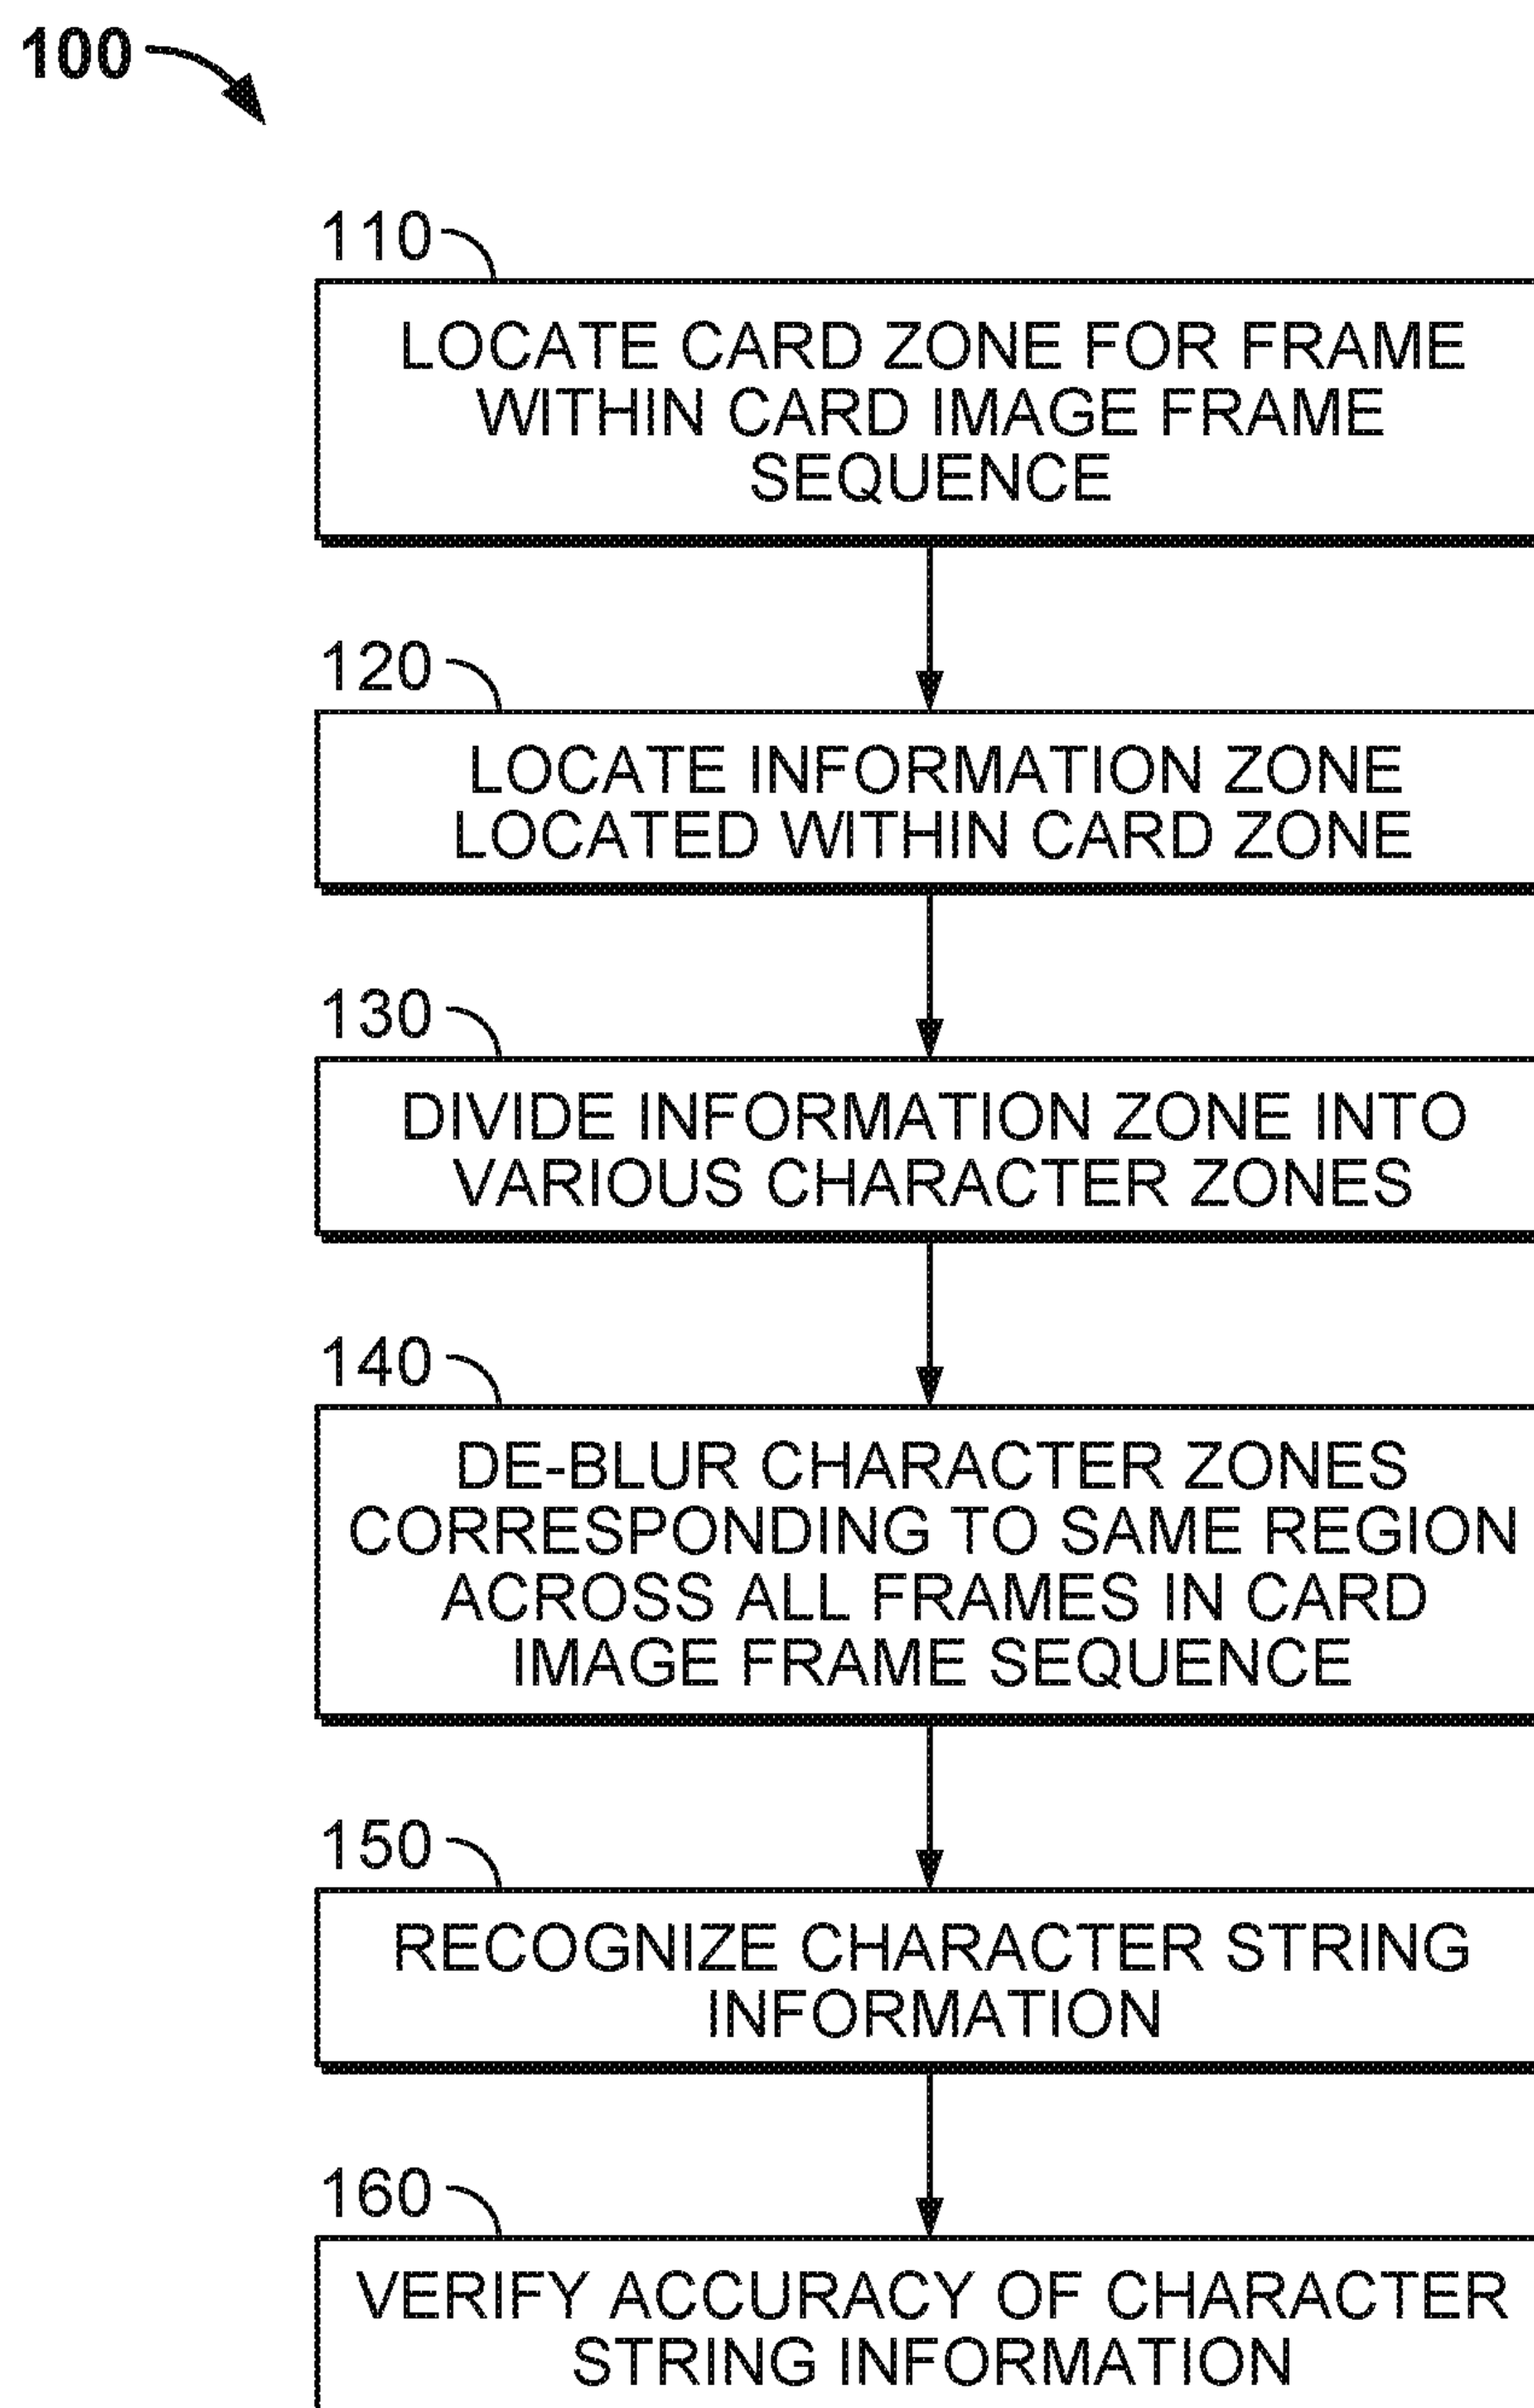 100
110
LOCATE CARD ZONE FOR FRAME
WITHIN CARD IMAGE FRAME
SEQUENCE
120
LOCATE INFORMATION ZONE
LOCATED WITHIN CARD ZONE
130
DIVIDE INFORMATION ZONE INTO
VARIOUS CHARACTER ZONES
140
DE-BLUR CHARACTER ZONES
CORRESPONDING TO SAME REGION
ACROSS ALL FRAMES IN CARD
IMAGE FRAME SEQUENCE
150
RECOGNIZE CHARACTER STRING
INFORMATION
160
VERIFY ACCURACY OF CHARACTER
STRING INFORMATION